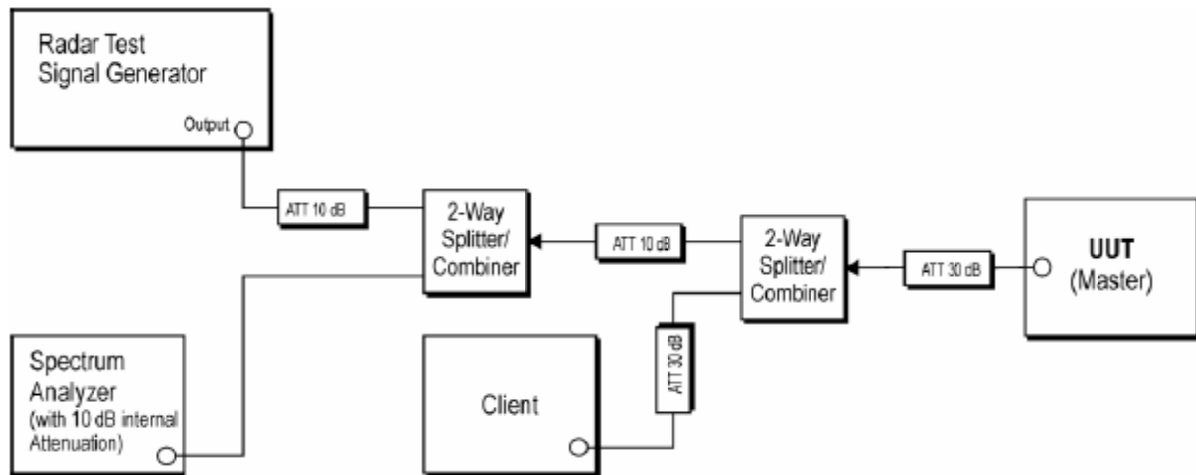 Radar Test
Signal Generator
Output
ATT 10 dB
2-Way
Splitter/
Combiner
ATT 10 dB
2-Way
Splitter/
Combiner
ATT 30 dB
UUT
(Master)
Spectrum
Analyzer
(with 10 dB internal
Attenuation)
Client
ATT 30 dB